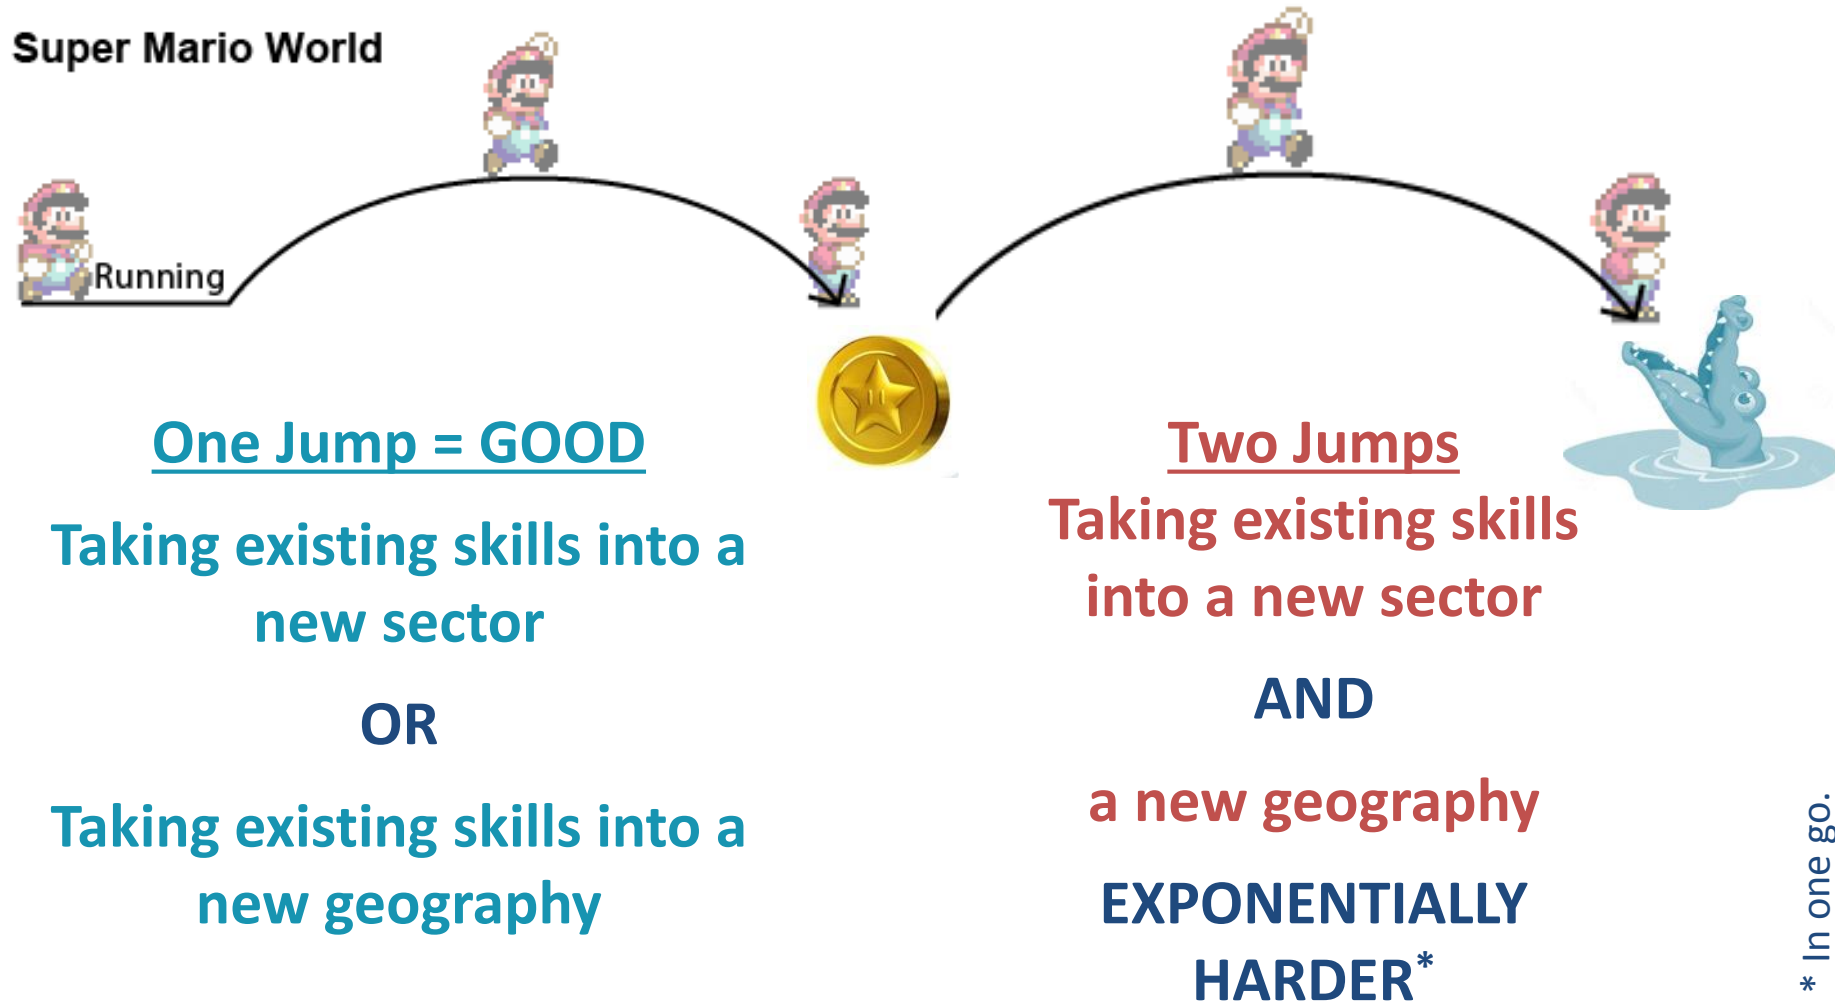 Super Mario World
Running
One Jump = GOOD
Taking existing skills into a
new sector
OR
Taking existing skills into a
new geography
Two Jumps
Taking existing skills
into a new sector
AND
a new geography
EXPONENTIALLY
HARDER*
* In one go.